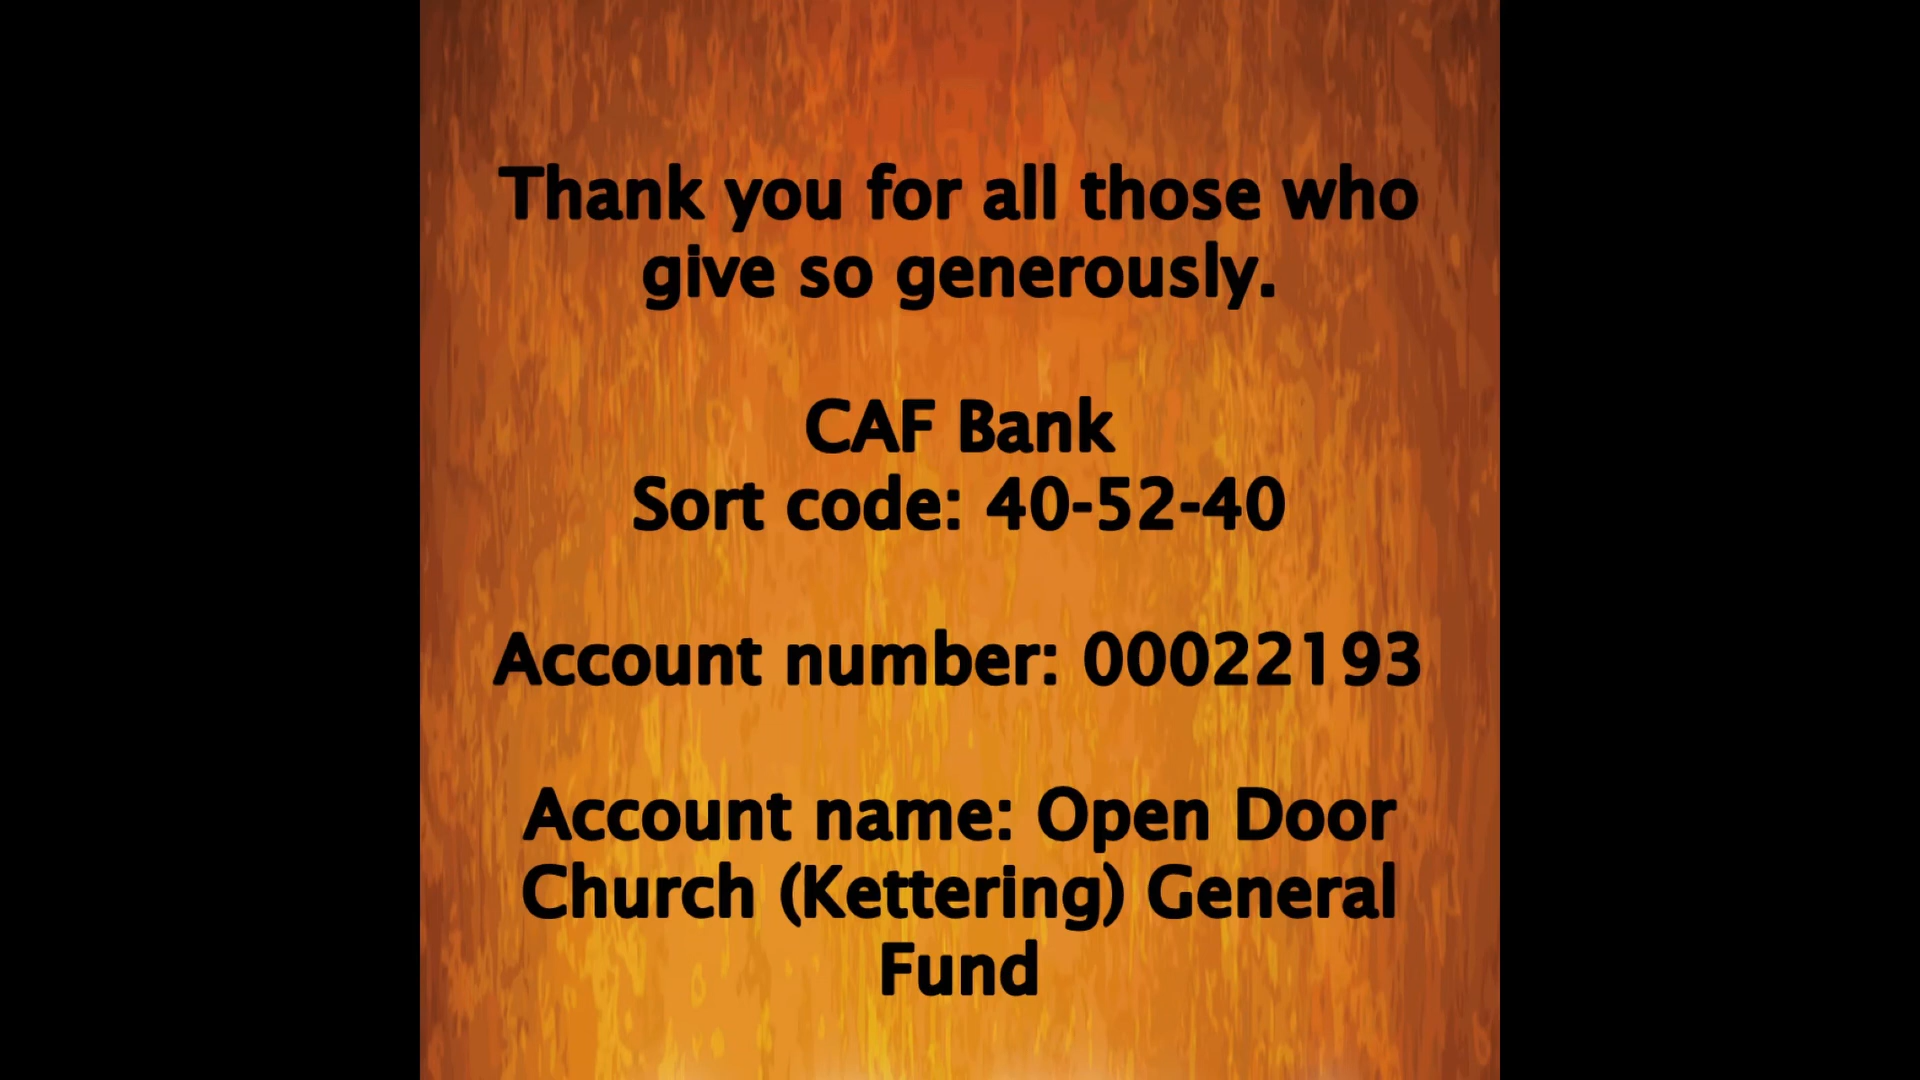 Thank you for all those who
give so generously.
CAF Bank
Sort code: 40-52-40
Account number: 00022193
Account name: Open Door
Church (Kettering) General
Fund